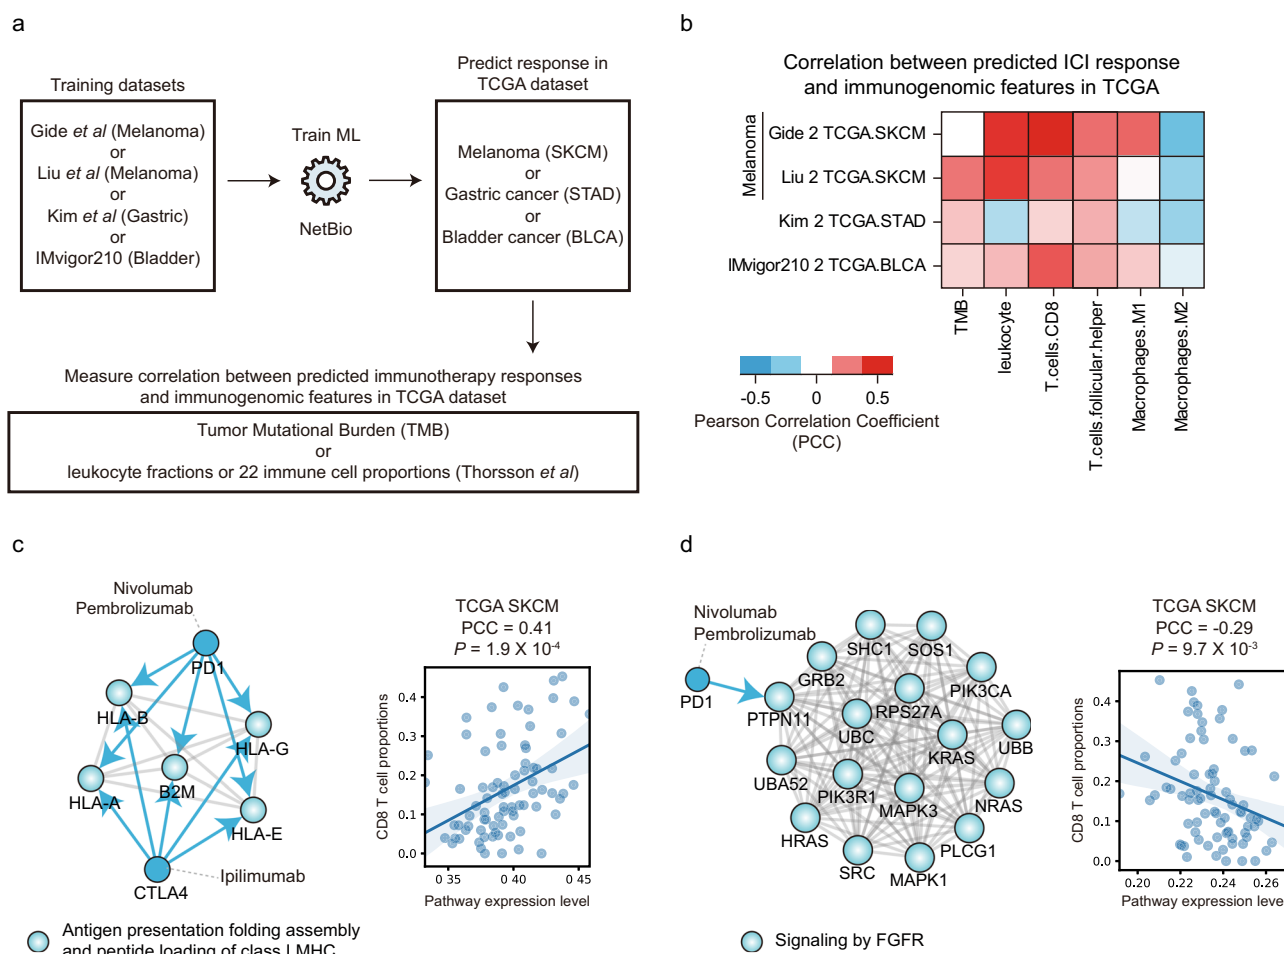 a
Training datasets
Gide et al (Melanoma)
or
Liu et al (Melanoma)
or
Kim et al (Gastric)
or
IMvigor210 (Bladder)
Train ML
NetBio
Predict response in
TCGA dataset
Melanoma (SKCM)
or
Gastric cancer (STAD)
or
Bladder cancer (BLCA)
Measure correlation between predicted immunotherapy responses
and immunogenomic features in TCGA dataset
Tumor Mutational Burden (TMB)
or
leukocyte fractions or 22 immune cell proportions (Thorsson et al)
b
Correlation between predicted ICI response
and immunogenomic features in TCGA
Melanoma
Gide 2 TCGA.SKCM
Liu 2 TCGA.SKCM
Kim 2 TCGA.STAD
IMvigor210 2 TCGA.BLCA
TMB
leukocyte
T.cells.CD8
T.cells.follicular.helper
Macrophages.M1
Macrophages.M2
-0.5 0 0.5
Pearson Correlation Coefficient
(PCC)
c
Nivolumab
Pembrolizumab
PD1
HLA-B
HLA-G
HLA-A
B2M
HLA-E
CTLA4
Ipilimumab
Antigen presentation folding assembly
and peptide loading of class I MHC
TCGA SKCM
PCC = 0.41
P = 1.9 X 10-4
CD8 T cell proportions
0.4
0.3
0.2
0.1
0.0
0 35 0 40 0 45
Pathway expression level
d
Nivolumab
Pembrolizumab
PD1
SHC1
SOS1
GRB2
PIK3CA
PTPN11
RPS27A
UBC
KRAS
UBB
UBA52
PIK3R1
MAPK3
NRAS
HRAS
PLCG1
SRC
MAPK1
Signaling by FGFR
TCGA SKCM
PCC = -0.29
P = 9.7 X 10-3
CD8 T cell proportions
0.4
0.3
0.2
0.1
0.0
0.20 0.22 0.24 0.26
Pathway expression level